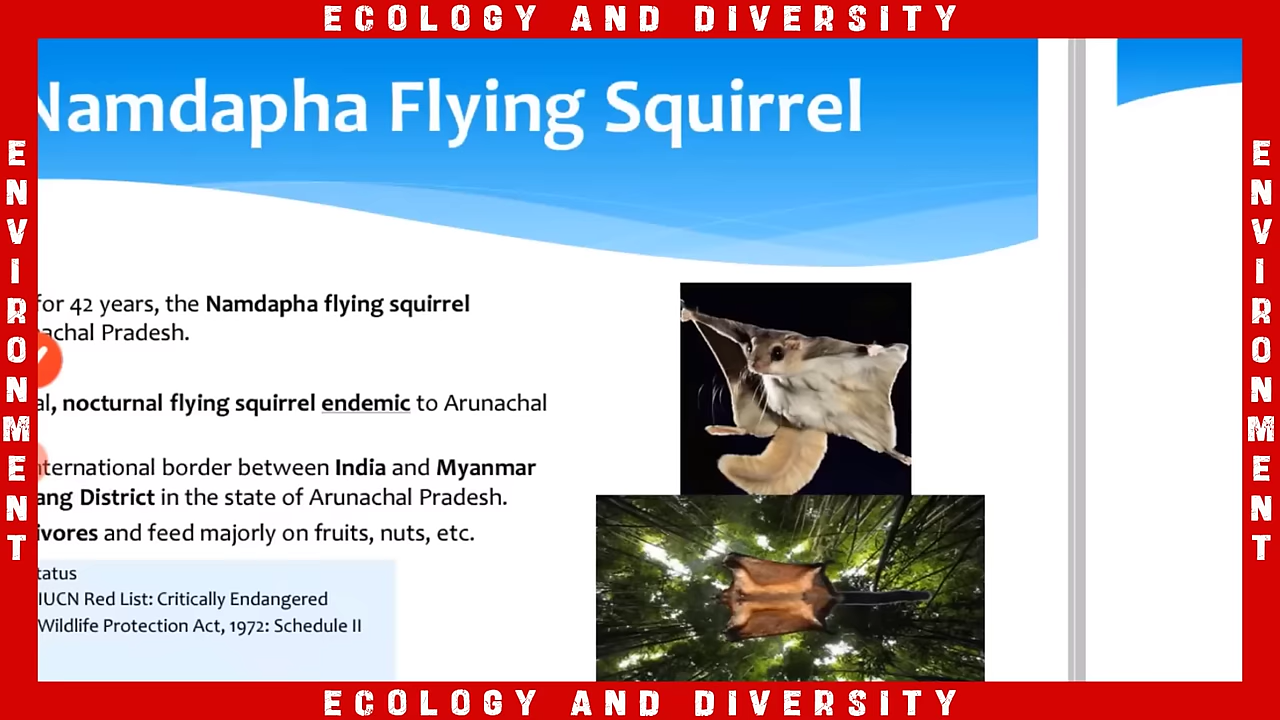 ECOLOGY AND DIVERSITY
ENVIRONMENT
Namdapha Flying Squirrel
for 42 years, the Namdapha flying squirrel
achal Pradesh.
al, nocturnal flying squirrel endemic to Arunachal
nternational border between India and Myanmar
ang District in the state of Arunachal Pradesh.
ivores and feed majorly on fruits, nuts, etc.
tatus
IUCN Red List: Critically Endangered
Wildlife Protection Act, 1972: Schedule II
ENVIRONMENT
ECOLOGY AND DIVERSITY